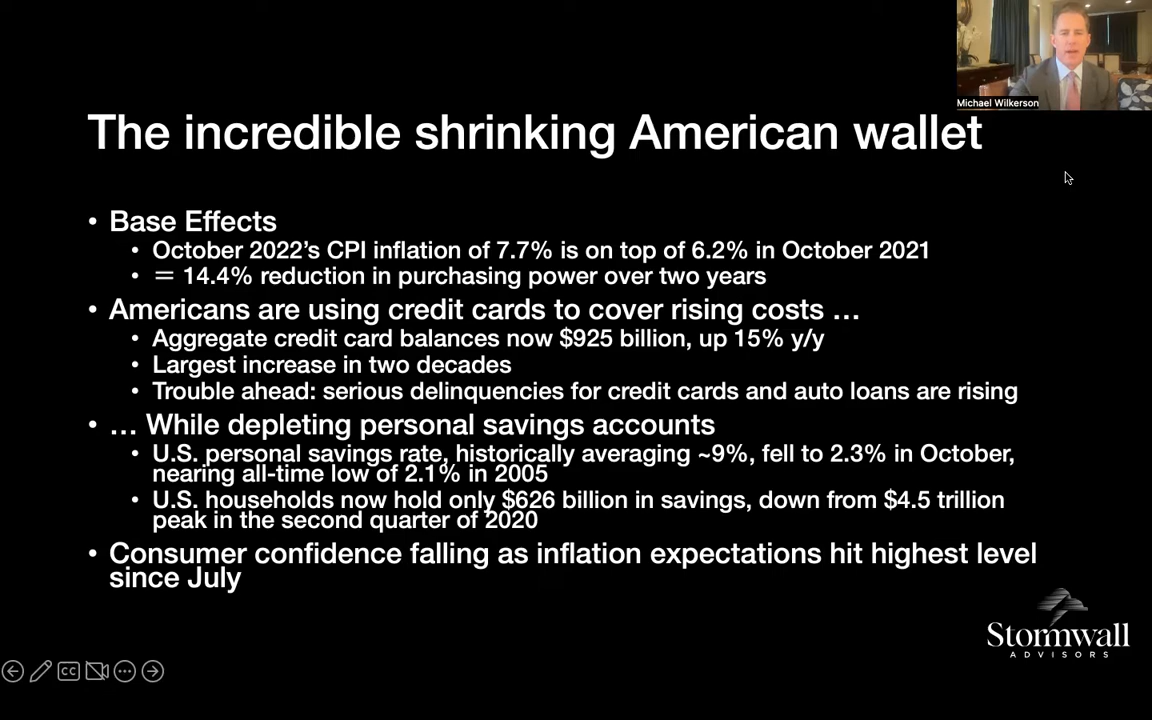 Michael Wilkerson
The incredible shrinking American wallet
• Base Effects
• October 2022’s CPI inflation of 7.7% is on top of 6.2% in October 2021
• = 14.4% reduction in purchasing power over two years
• Americans are using credit cards to cover rising costs …
• Aggregate credit card balances now $925 billion, up 15% y/y
• Largest increase in two decades
• Trouble ahead: serious delinquencies for credit cards and auto loans are rising
• … While depleting personal savings accounts
• U.S. personal savings rate, historically averaging ~9%, fell to 2.3% in October,
nearing all-time low of 2.1% in 2005
• U.S. households now hold only $626 billion in savings, down from $4.5 trillion
peak in the second quarter of 2020
• Consumer confidence falling as inflation expectations hit highest level
since July
Stormwall
ADVISORS
CC